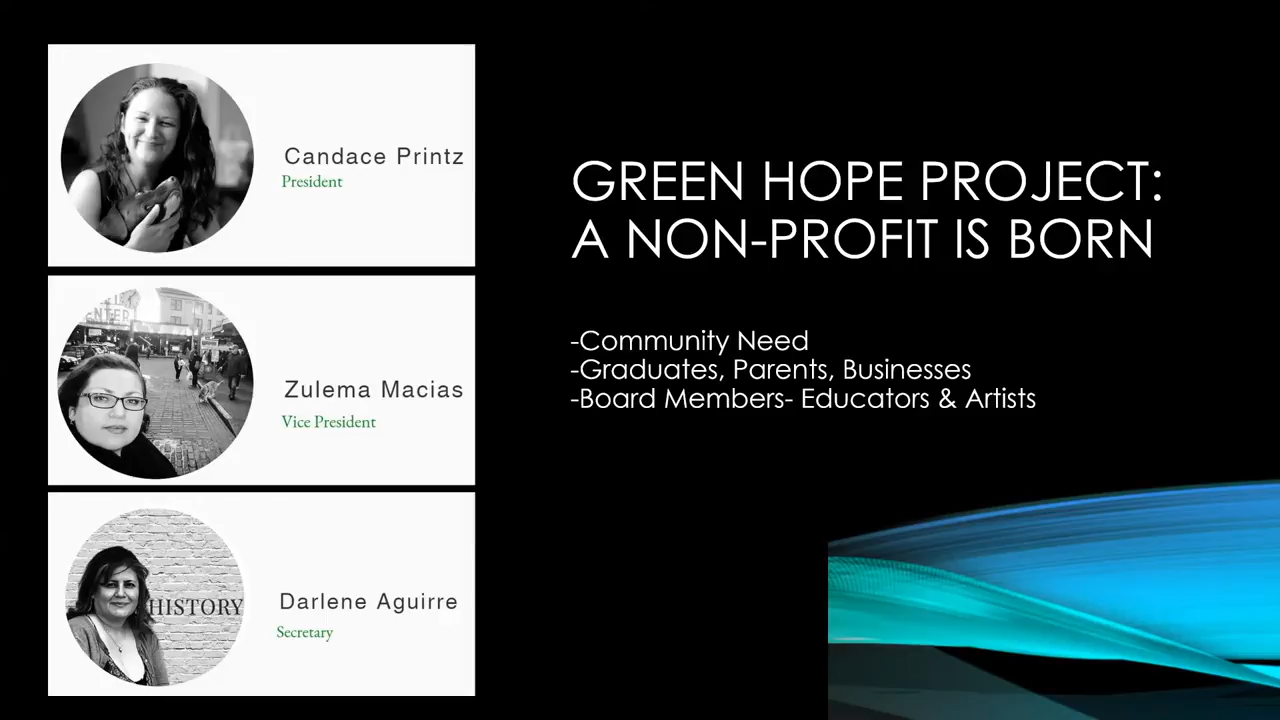 Candace Printz
President
Zulema Macias
Vice President
HISTORY
Darlene Aguirre
Secretary
GREEN HOPE PROJECT:
A NON-PROFIT IS BORN
-Community Need
-Graduates, Parents, Businesses
-Board Members- Educators & Artists